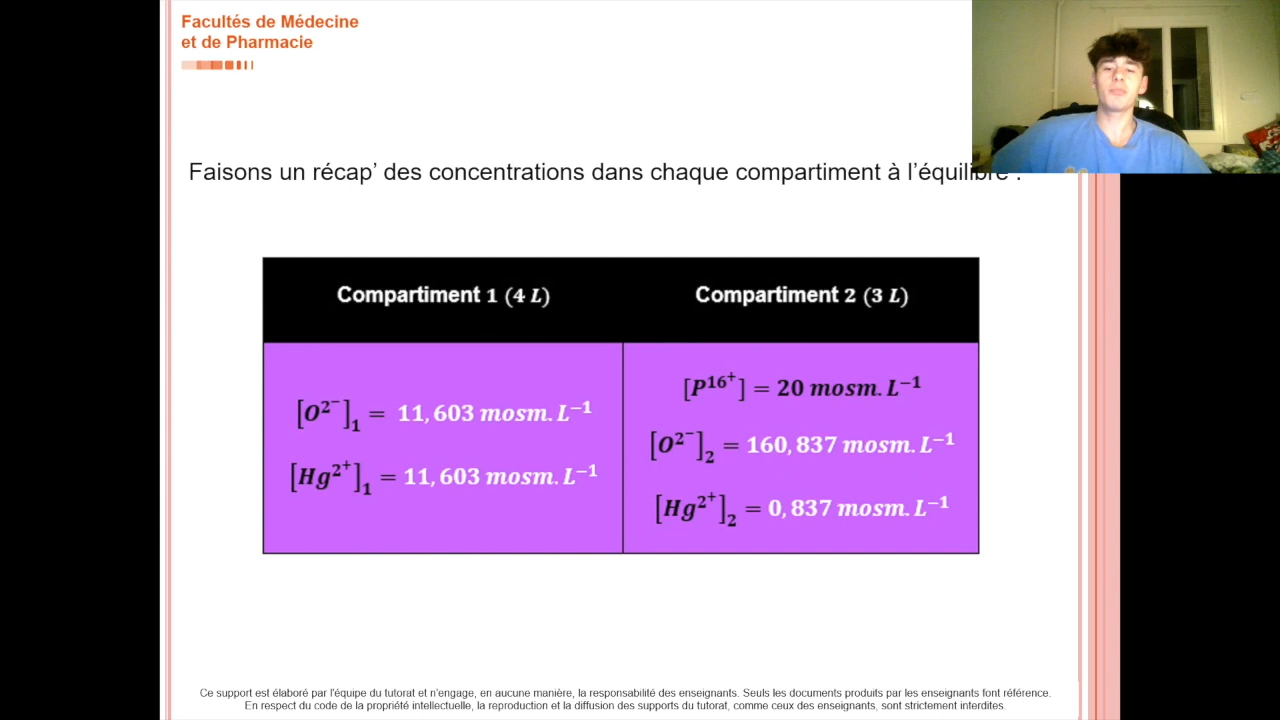 Facultés de Médecine
et de Pharmacie
Faisons un récap’ des concentrations dans chaque compartiment à l’équilibre :
Compartiment 1 (4 L)
Compartiment 2 (3 L)
[O²⁻]₁ = 11,603 mosm.L⁻¹
[Hg²⁺]₁ = 11,603 mosm.L⁻¹
[P¹⁶⁺] = 20 mosm.L⁻¹
[O²⁻]₂ = 160,837 mosm.L⁻¹
[Hg²⁺]₂ = 0,837 mosm.L⁻¹
Ce support est élaboré par l'équipe du tutorat et n’engage, en aucune manière, la responsabilité des enseignants. Seuls les documents produits par les enseignants font référence.
En respect du code de la propriété intellectuelle, la reproduction et la diffusion des supports du tutorat, comme ceux des enseignants, sont strictement interdites.